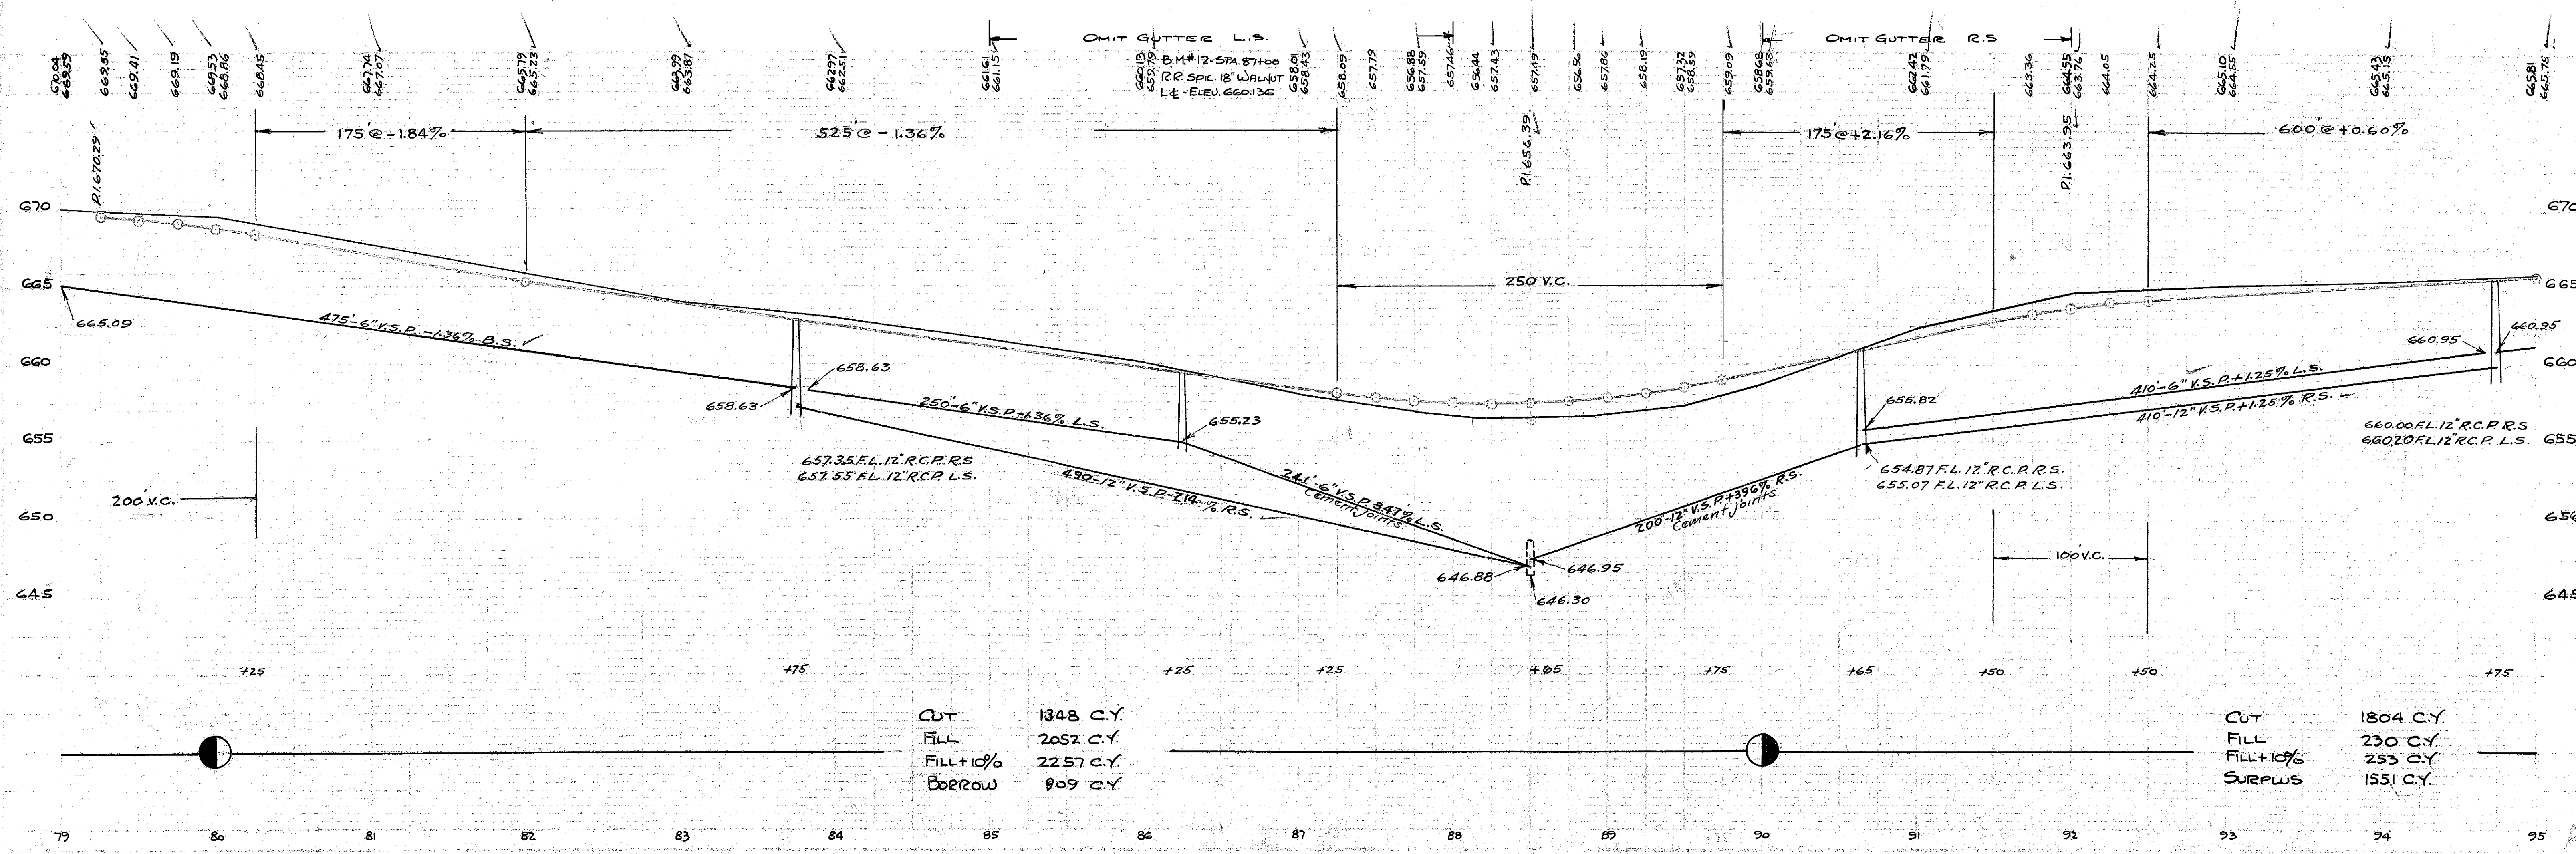 OMIT GUTTER L.S.
OMIT GUTTER R.S
670.04
669.59
669.55
669.41
669.19
669.53
668.86
668.45
667.74
667.07
665.79
665.23
663.99
663.87
662.97
662.51
661.61
661.15
660.13
659.79
B.M.#12-STA. 87+00
R.R. SPIK. 18" WALNUT
L¢-ELEV. 660.136
658.01
658.43
658.09
657.79
656.88
657.59
657.46
656.44
657.43
657.49
656.56
657.86
658.19
657.32
658.59
659.09
658.68
659.63
662.42
661.79
663.36
664.55
663.76
664.05
664.25
665.10
664.55
665.43
665.15
665.81
665.75
P.I. 670.29
175' @ -1.84%
525' @ -1.36%
P.I. 656.39
175' @ +2.16%
P.I. 663.95
600' @ +0.60%
670
670
665
665
250 V.C.
665.09
475'-6" V.S.P. -1.36% B.S.
660
660
658.63
658.63
250'-6" V.S.P. -1.36% L.S.
655.23
655.82
410'-6" V.S.P. +1.25% L.S.
410'-12" V.S.P. +1.25% R.S.
660.95
660.95
655
655
657.35 F.L. 12" R.C.P. R.S
657.55 F.L. 12" R.C.P. L.S.
490'-12" V.S.P. -2.14% R.S.
241'-6" V.S.P. 3.47% L.S.
Cement joints
200'-12" V.S.P. +3.96% R.S.
Cement joints
654.87 F.L. 12" R.C.P. R.S.
655.07 F.L. 12" R.C.P. L.S.
660.00 F.L. 12" R.C.P. R.S
660.20 F.L. 12" R.C.P. L.S.
200' V.C.
650
100' V.C.
646.88
646.95
646.30
645
645
+25
+75
+25
+25
+65
+75
+65
+50
+50
+75
CUT 1348 C.Y.
FILL 2052 C.Y.
FILL+10% 2257 C.Y.
BORROW 909 C.Y.
CUT 1804 C.Y.
FILL 230 C.Y.
FILL+10% 253 C.Y.
SURPLUS 1551 C.Y.
79 80 81 82 83 84 85 86 87 88 89 90 91 92 93 94 95